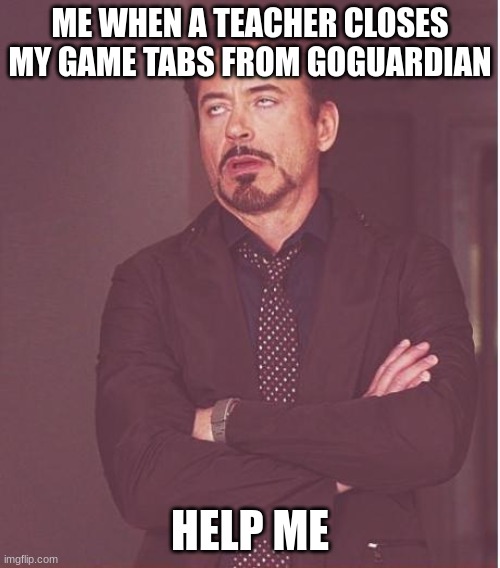 ME WHEN A TEACHER CLOSES
MY GAME TABS FROM GOGUARDIAN
HELP ME
imgflip.com